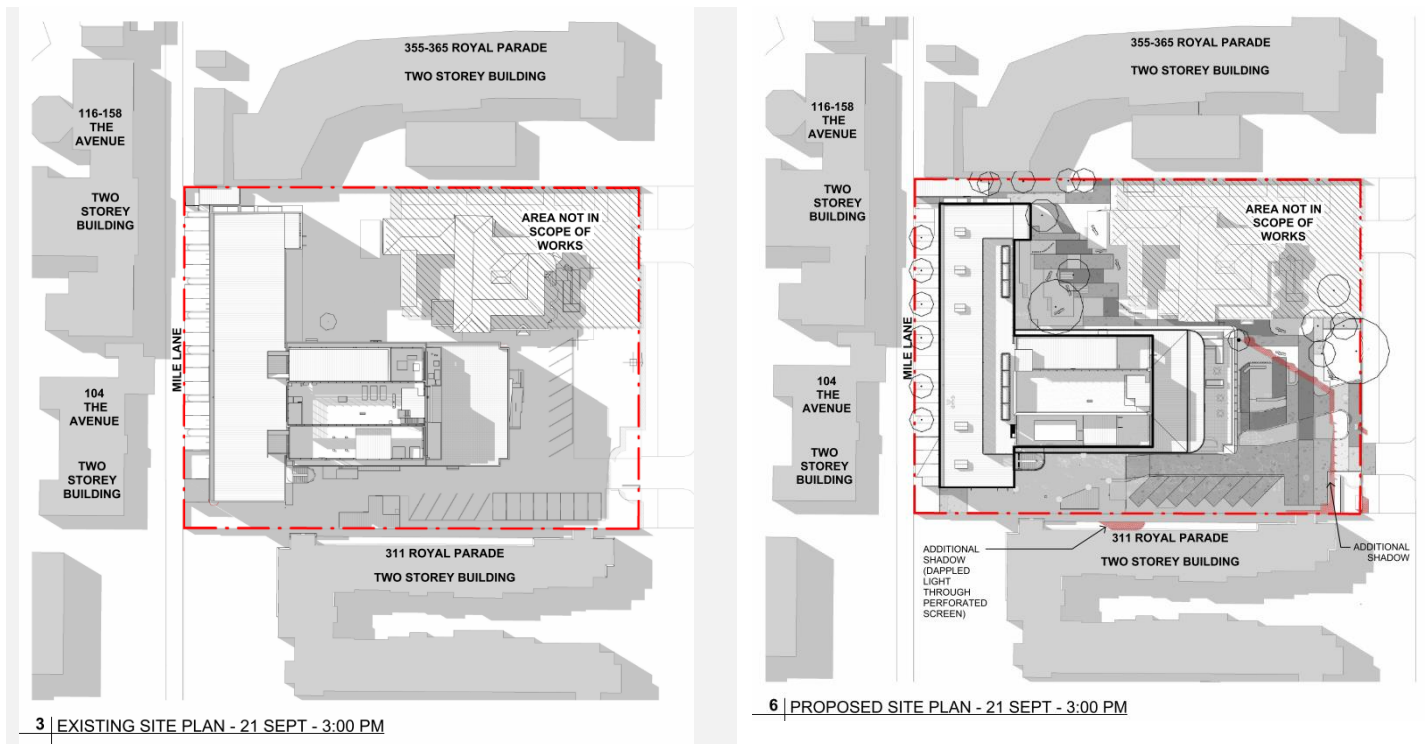 355-365 ROYAL PARADE
TWO STOREY BUILDING
116-158
THE
AVENUE
TWO
STOREY
BUILDING
AREA NOT IN
SCOPE OF
WORKS
MILE LANE
104
THE
AVENUE
TWO
STOREY
BUILDING
311 ROYAL PARADE
TWO STOREY BUILDING
3 EXISTING SITE PLAN - 21 SEPT - 3:00 PM
355-365 ROYAL PARADE
TWO STOREY BUILDING
116-158
THE
AVENUE
TWO
STOREY
BUILDING
AREA NOT IN
SCOPE OF
WORKS
MILE LANE
104
THE
AVENUE
TWO
STOREY
BUILDING
311 ROYAL PARADE
TWO STOREY BUILDING
ADDITIONAL
SHADOW
(DAPPLED
LIGHT
THROUGH
PERFORATED
SCREEN)
ADDITIONAL
SHADOW
6 PROPOSED SITE PLAN - 21 SEPT - 3:00 PM